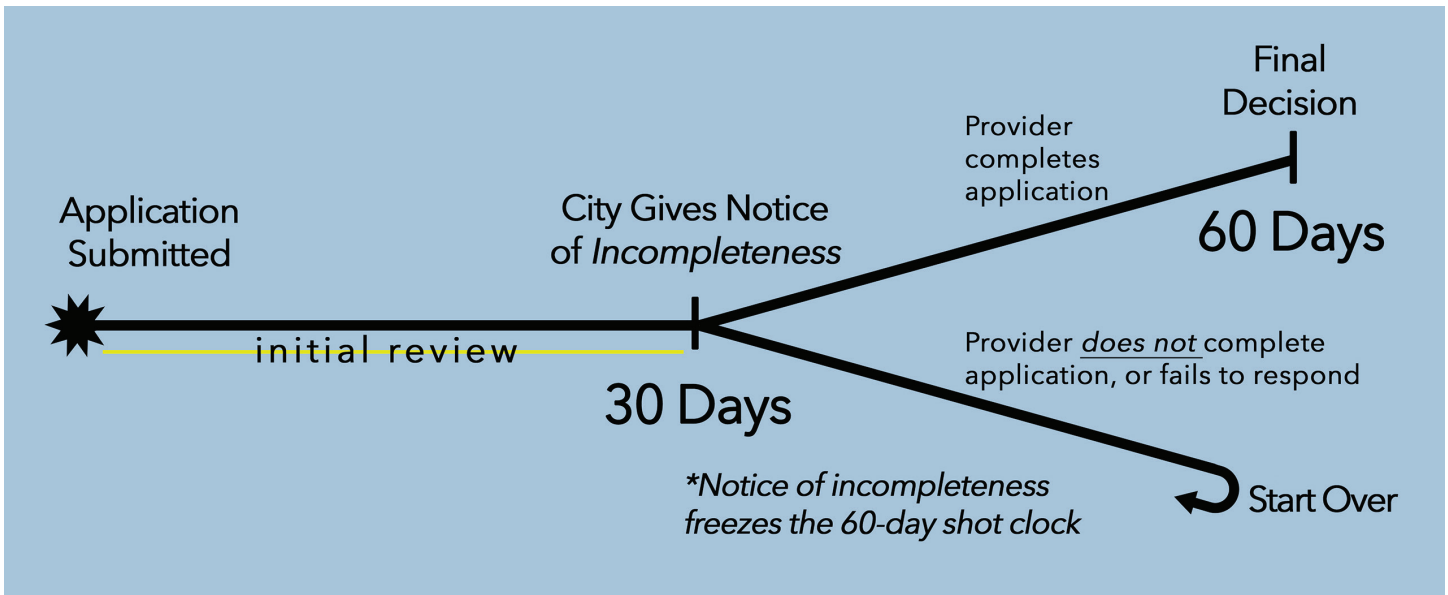 Application
Submitted
initial review
City Gives Notice
of Incompleteness
30 Days
Provider
completes
application
Final
Decision
60 Days
Provider does not complete
application, or fails to respond
Start Over
*Notice of incompleteness
freezes the 60-day shot clock